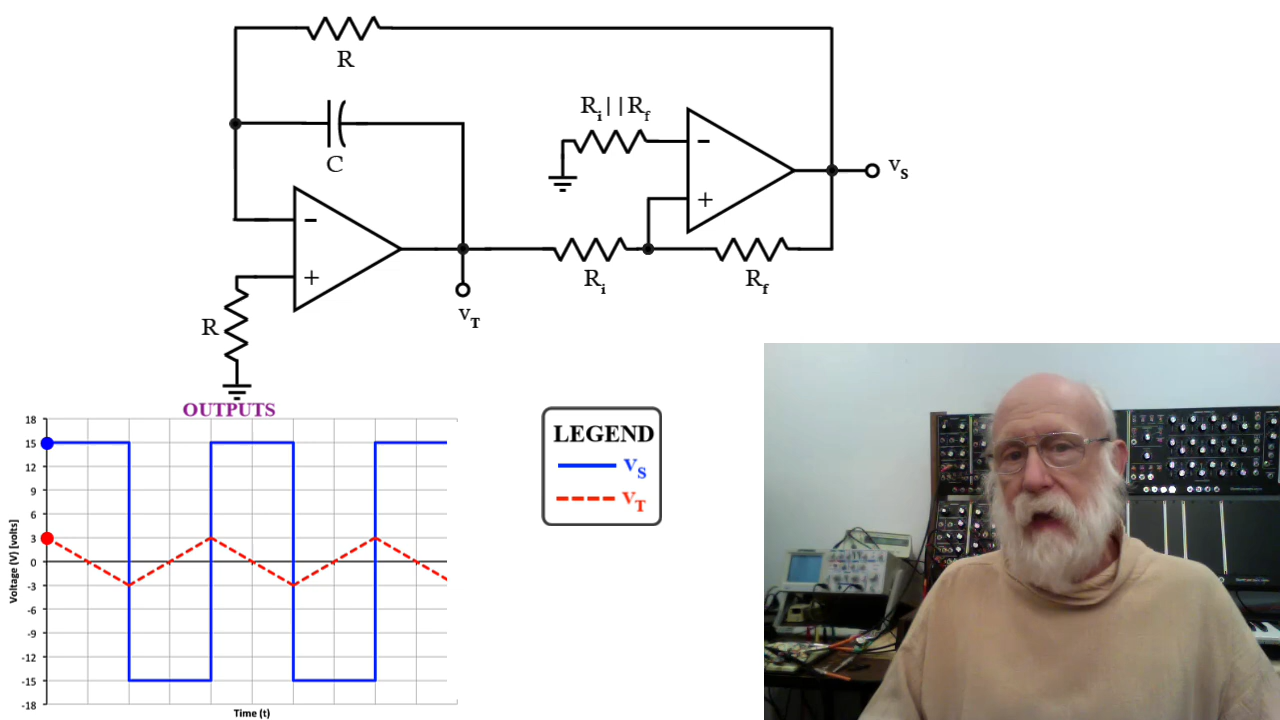 R
C
−
+
R
v_T
R_i||R_f
−
+
v_S
R_i
R_f
OUTPUTS
18
15
12
9
6
3
0
-3
-6
-9
-12
-15
-18
Voltage (V) [volts]
Time (t)
LEGEND
v_S
v_T